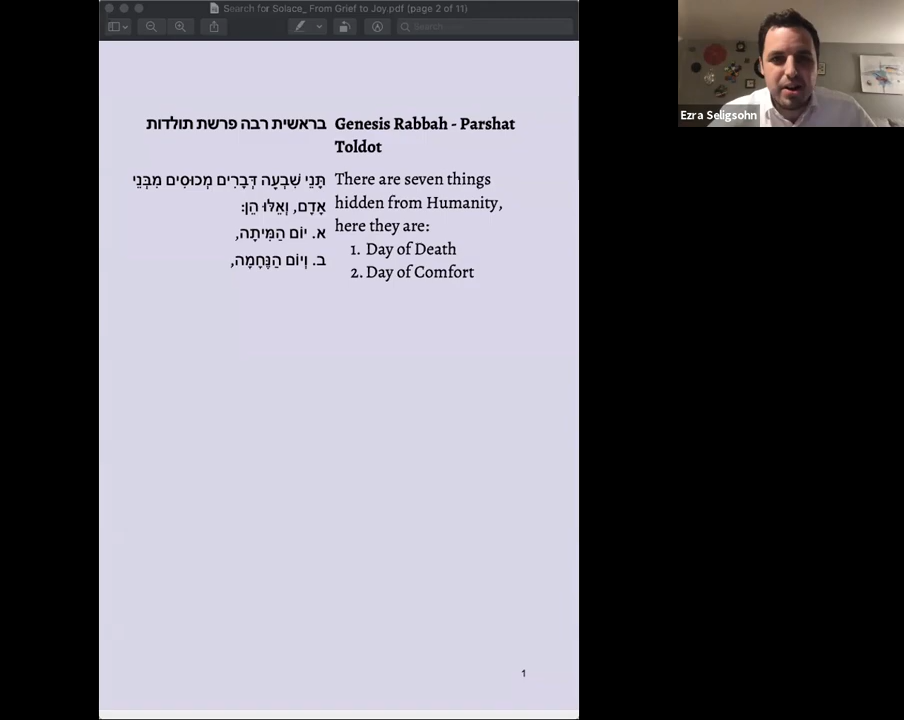 Search for Solace_ From Grief to Joy.pdf (page 2 of 11)
Search
Ezra Seligsohn
בראשית רבה פרשת תולדות
Genesis Rabbah - Parshat
Toldot
תָּנֵי שִׁבְעָה דְּבָרִים מְכוּסִים מִבְּנֵי
אָדָם, וְאֵלּוּ הֵן:
א. יוֹם הַמִּיתָה,
ב. וְיוֹם הַנֶּחָמָה,
There are seven things
hidden from Humanity,
here they are:
1. Day of Death
2. Day of Comfort
1